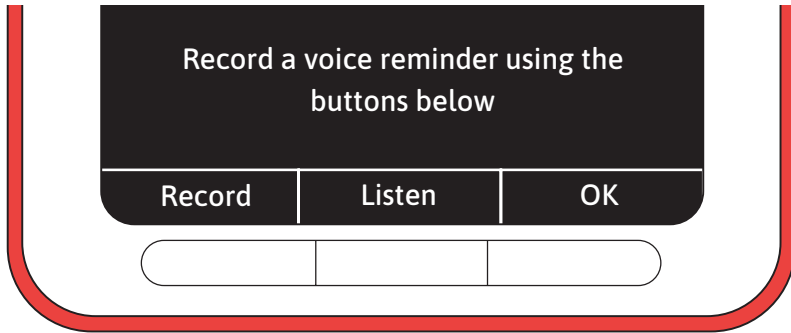 Record a voice reminder using the
buttons below
Record Listen OK